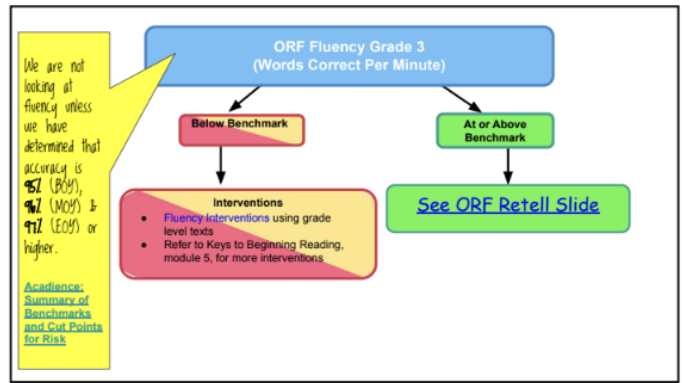 We are not
looking at
fluency unless
we have
determined that
accuracy is
95% (BOY),
96% (MOY) &
97% (EOY) or
higher.
Acadience:
Summary of
Benchmarks
and Cut Points
for Risk
ORF Fluency Grade 3
(Words Correct Per Minute)
Below Benchmark
At or Above
Benchmark
Interventions
● Fluency Interventions using grade
level texts
● Refer to Keys to Beginning Reading,
module 5, for more interventions
See ORF Retell Slide